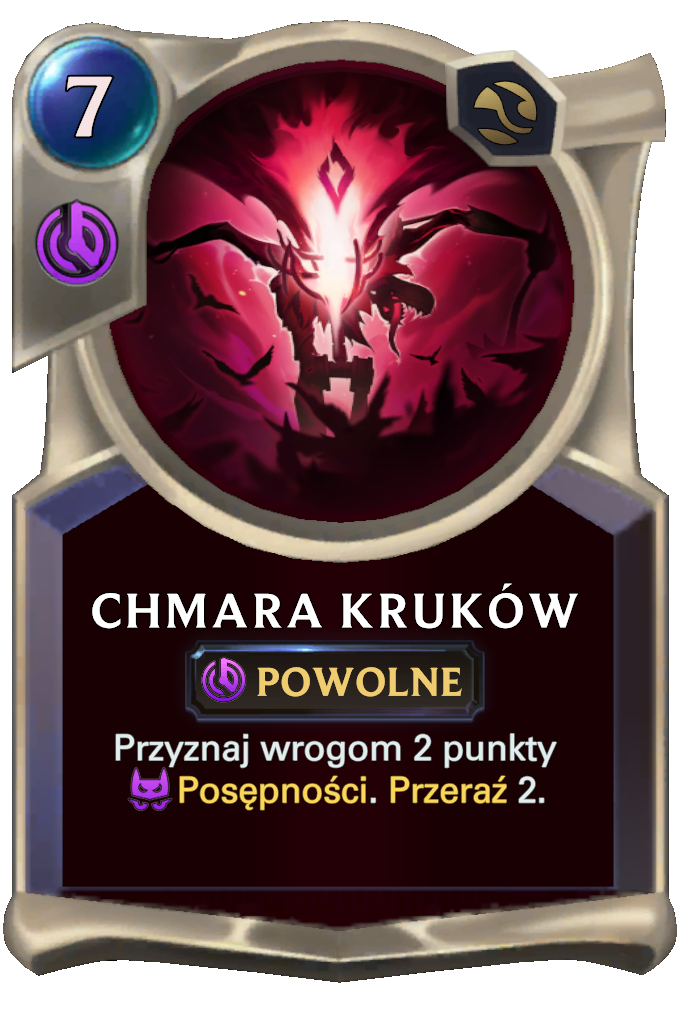 7
CHMARA KRUKÓW
POWOLNE
Przyznaj wrogom 2 punkty
Posępności. Przeraź 2.